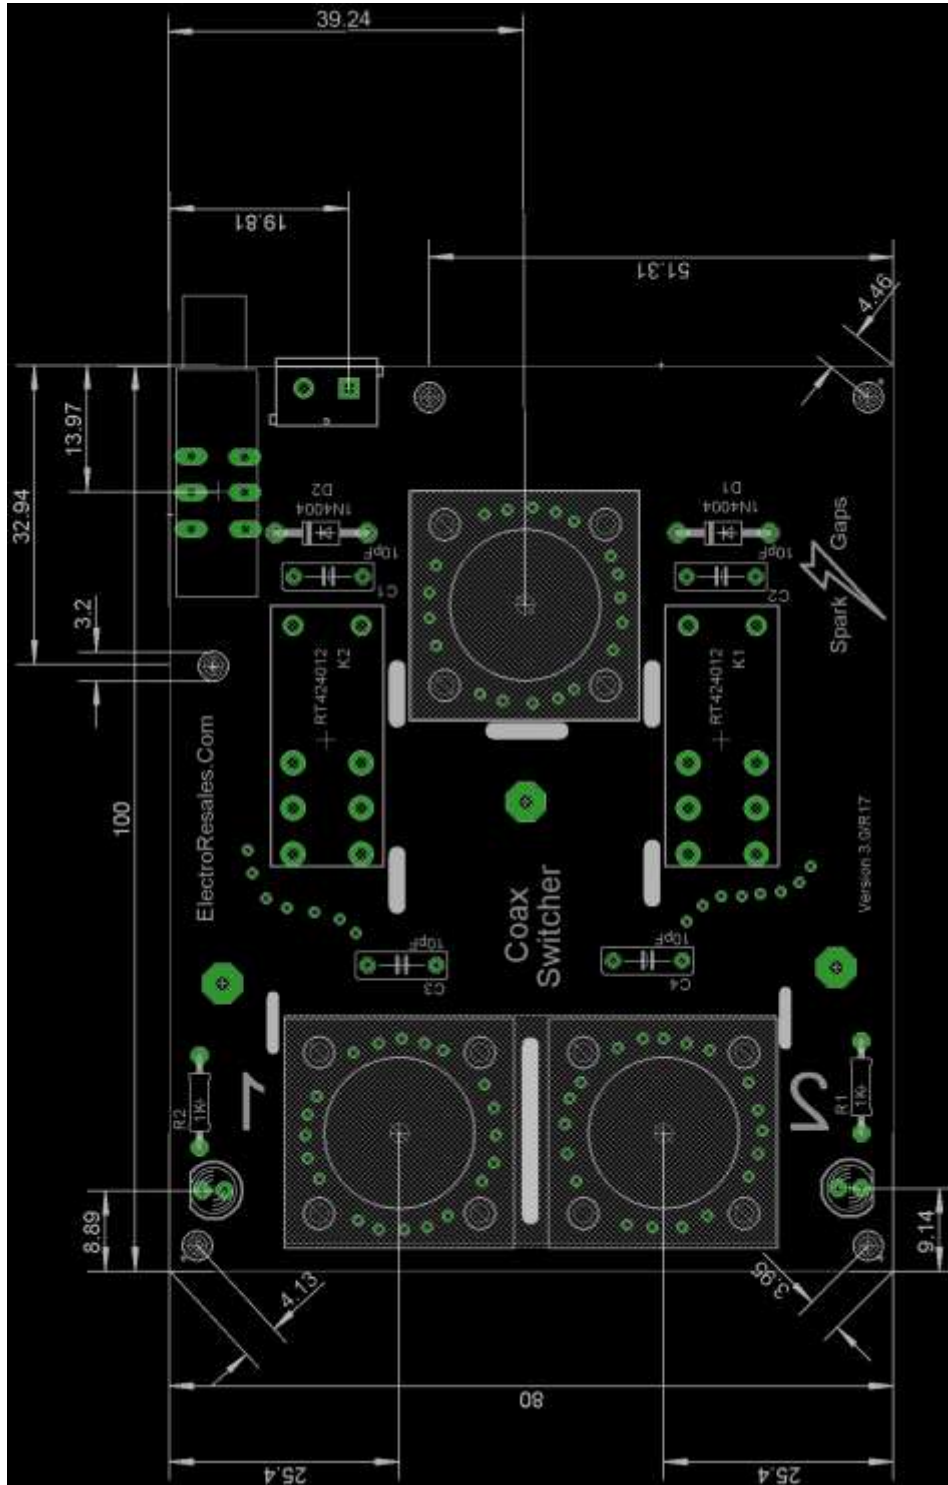 39.24
19.81
51.31
4.46
13.97
32.94
3.2
100
D2
1N4004
10pF
C1
D1
1N4004
10pF
C2
Spark Gaps
RT424012
K2
RT424012
K1
ElectroResales.Com
Version 3.0/R17
Coax
Switcher
10pF
C3
10pF
C4
1
2
R2
1K
R1
1K
8.89
9.14
4.13
3.95
80
25.4
25.4